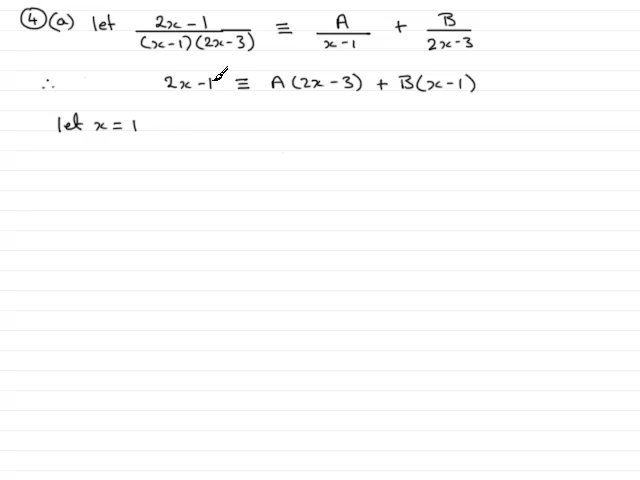 ④(a) let (2x-1)/((x-1)(2x-3)) ≡ A/(x-1) + B/(2x-3)
∴ 2x-1 ≡ A(2x-3) + B(x-1)
let x = 1